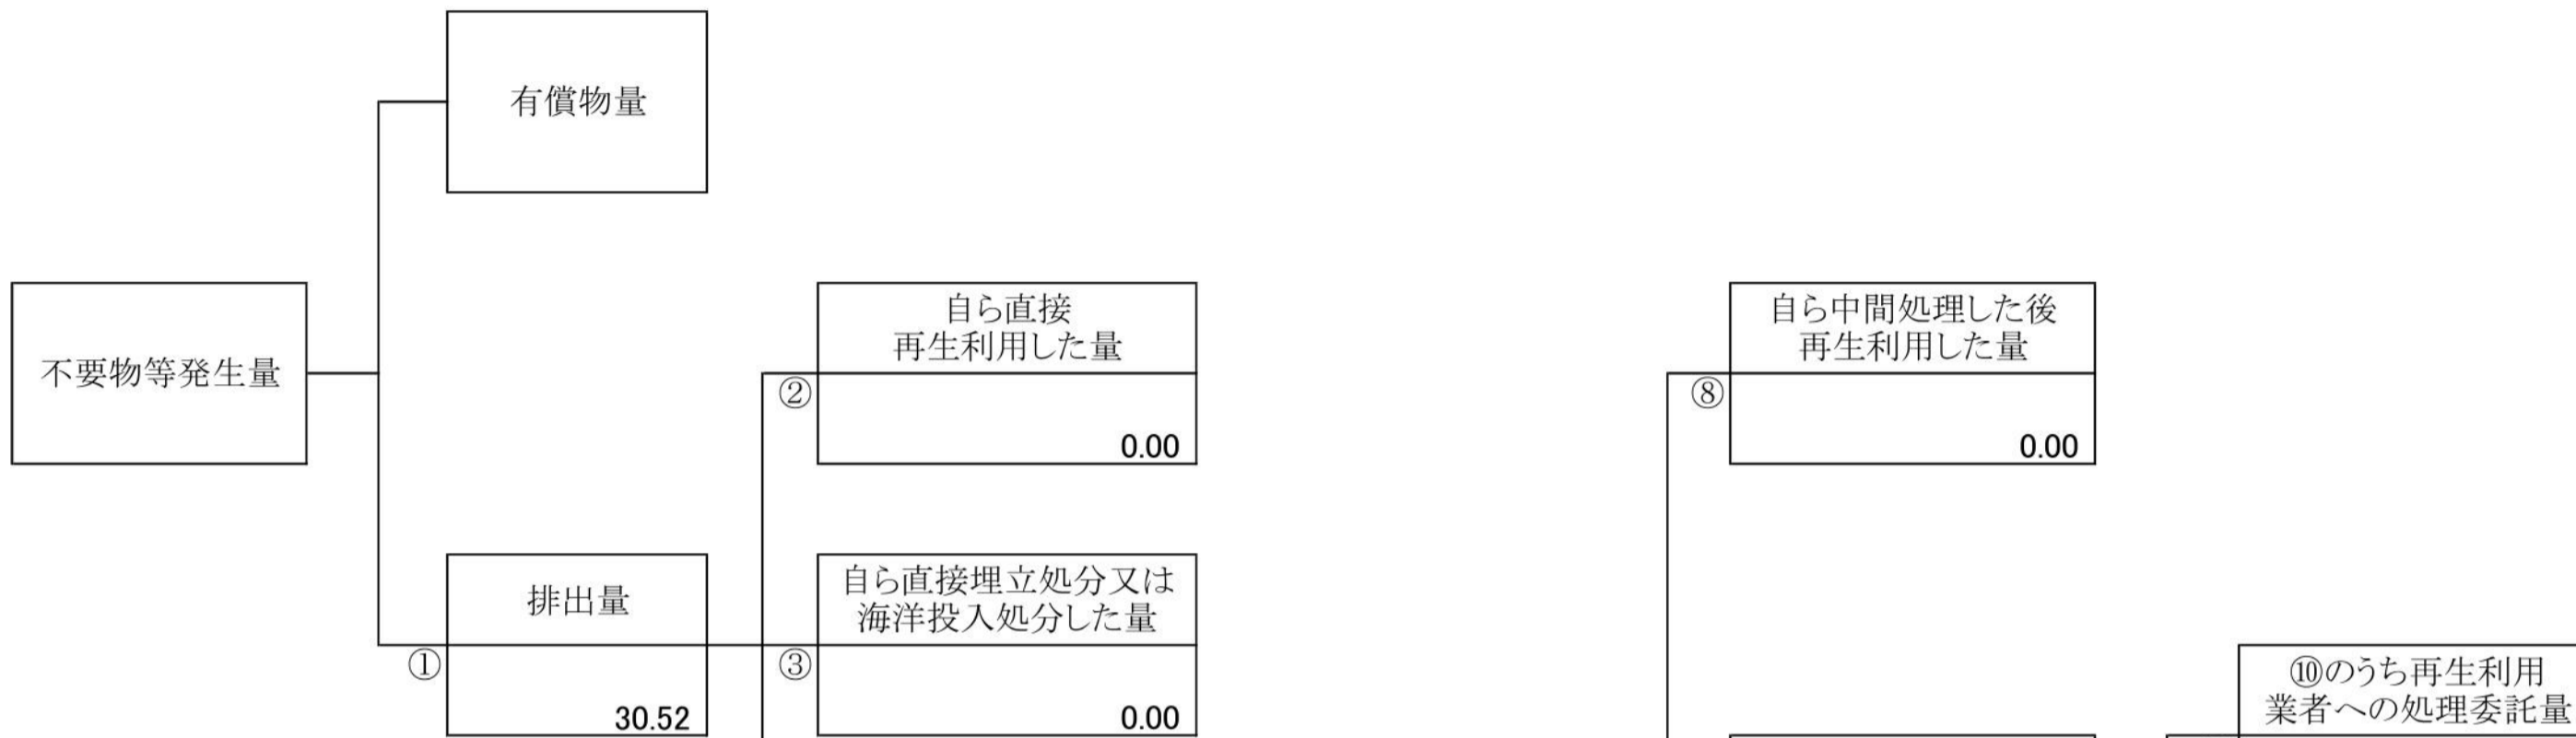 有償物量
不要物等発生量
自ら直接
再生利用した量
②
0.00
自ら中間処理した後
再生利用した量
⑧
0.00
排出量
①
30.52
自ら直接埋立処分又は
海洋投入処分した量
③
0.00
⑩のうち再生利用
業者への処理委託量